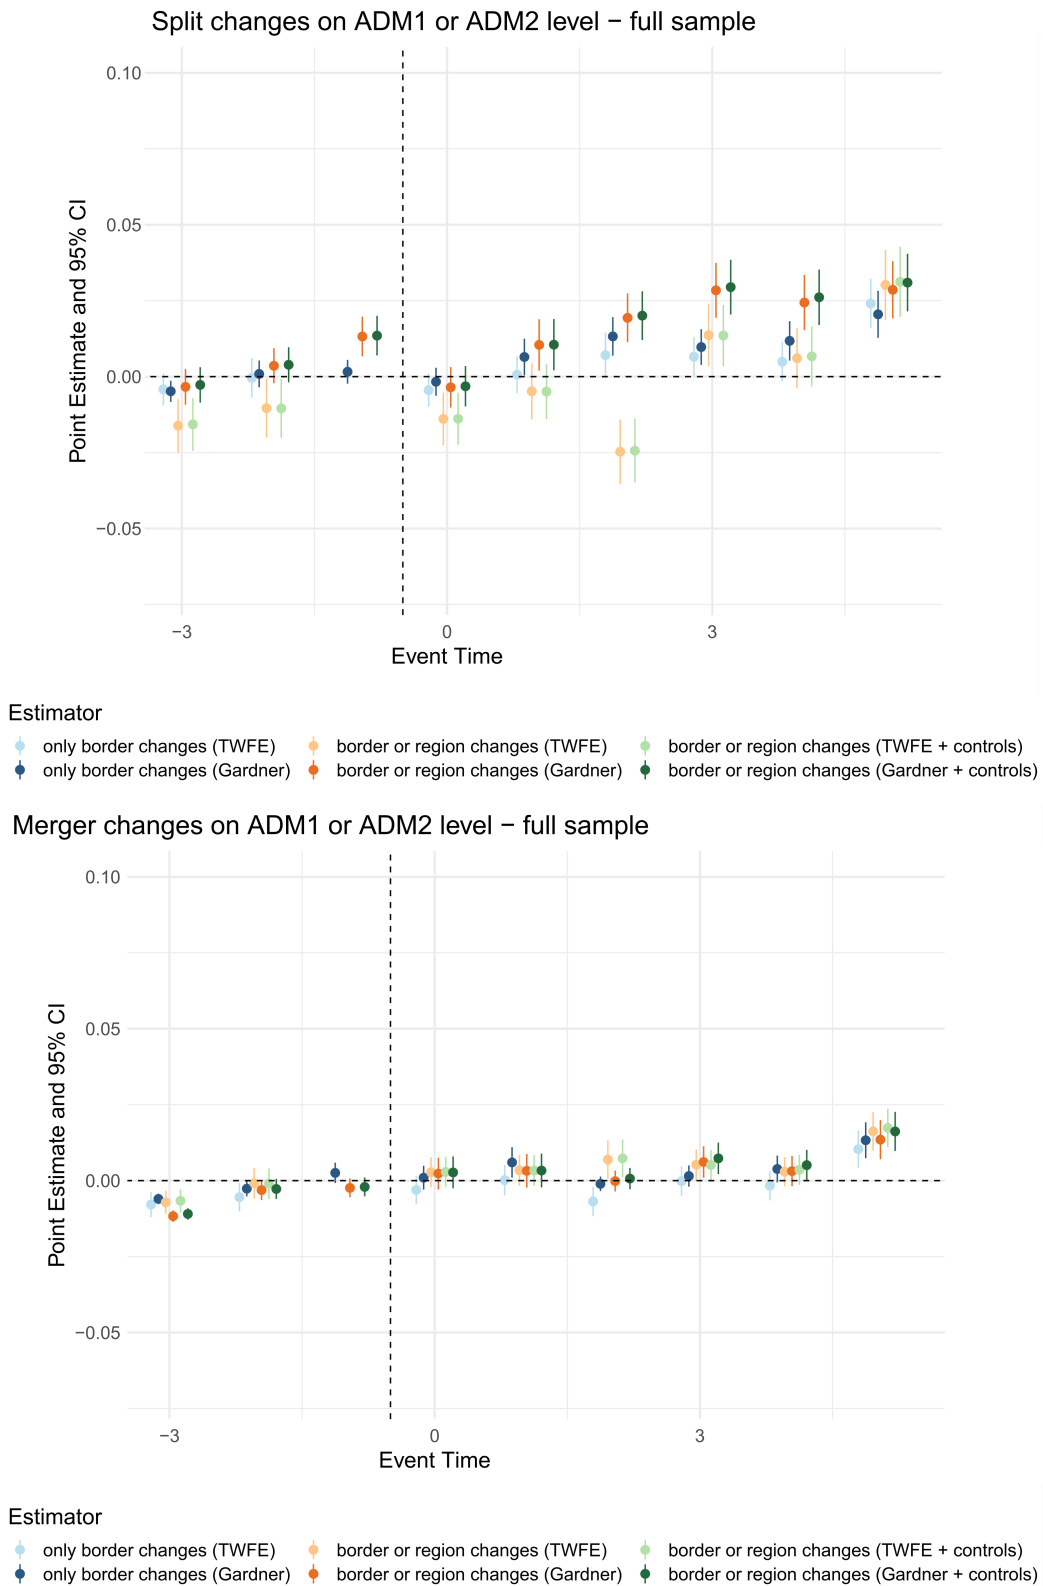 Split changes on ADM1 or ADM2 level − full sample
0.10
0.05
0.00
−0.05
Point Estimate and 95% CI
−3
0
3
Event Time
Estimator
only border changes (TWFE)
border or region changes (TWFE)
border or region changes (TWFE + controls)
only border changes (Gardner)
border or region changes (Gardner)
border or region changes (Gardner + controls)
Merger changes on ADM1 or ADM2 level − full sample
0.10
0.05
0.00
−0.05
Point Estimate and 95% CI
−3
0
3
Event Time
Estimator
only border changes (TWFE)
border or region changes (TWFE)
border or region changes (TWFE + controls)
only border changes (Gardner)
border or region changes (Gardner)
border or region changes (Gardner + controls)